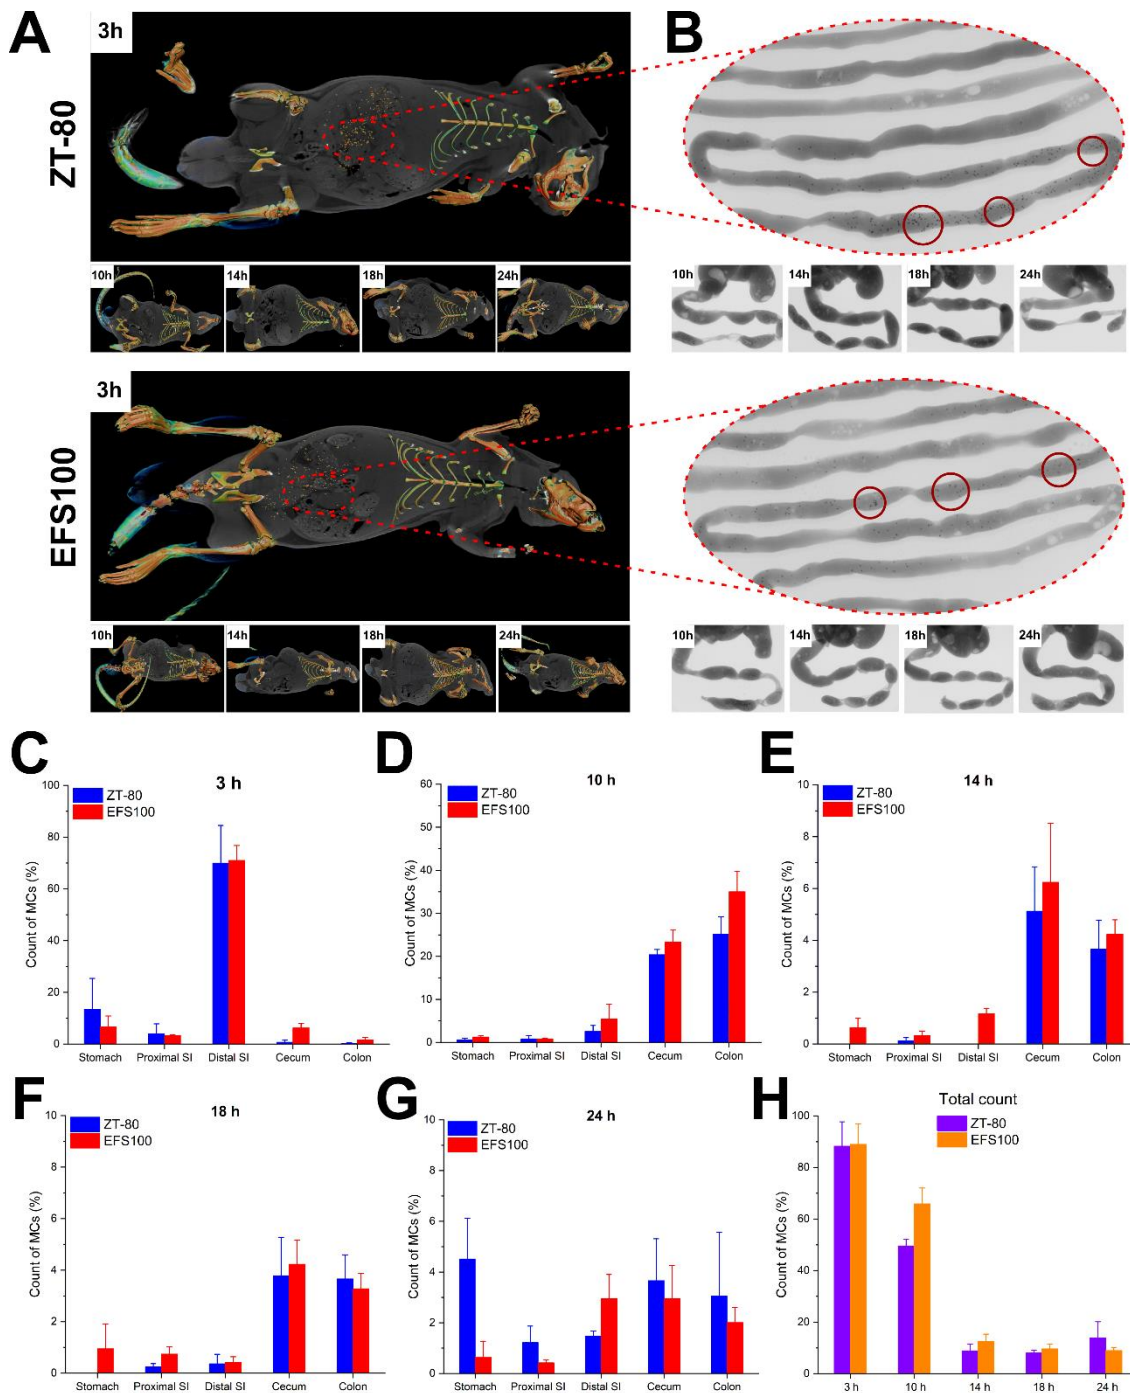 A
B
3h
ZT-80
10h
14h
18h
24h
10h
14h
18h
24h
3h
EFS100
10h
14h
18h
24h
10h
14h
18h
24h
C
3 h
ZT-80
EFS100
Count of MCs (%)
100
80
60
40
20
0
Stomach
Proximal SI
Distal SI
Cecum
Colon
D
10 h
ZT-80
EFS100
Count of MCs (%)
60
50
40
30
20
10
0
Stomach
Proximal SI
Distal SI
Cecum
Colon
E
14 h
ZT-80
EFS100
Count of MCs (%)
10
8
6
4
2
0
Stomach
Proximal SI
Distal SI
Cecum
Colon
F
18 h
ZT-80
EFS100
Count of MCs (%)
10
8
6
4
2
0
Stomach
Proximal SI
Distal SI
Cecum
Colon
G
24 h
ZT-80
EFS100
Count of MCs (%)
10
8
6
4
2
0
Stomach
Proximal SI
Distal SI
Cecum
Colon
H
Total count
ZT-80
EFS100
Count of MCs (%)
100
80
60
40
20
0
3 h
10 h
14 h
18 h
24 h